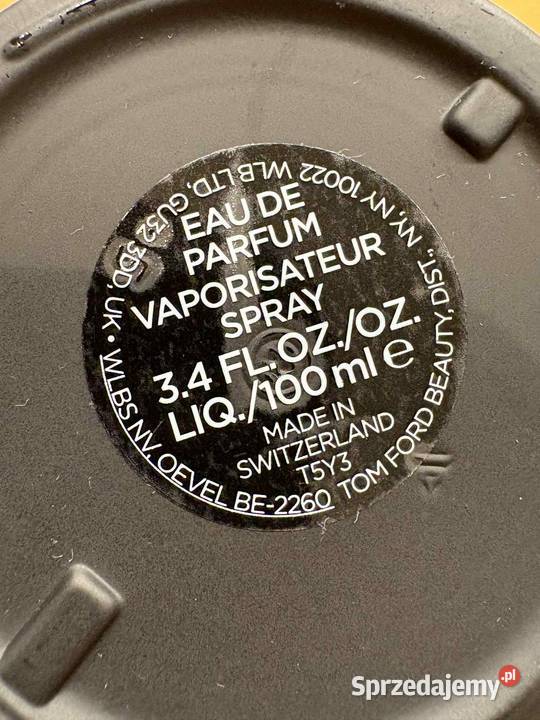 EAU DE
PARFUM
VAPORISATEUR
SPRAY
3.4 FL.OZ./OZ.
LIQ./100 ml e
MADE IN
SWITZERLAND
T5Y3
TOM FORD BEAUTY, DIST., NY, NY 10022 WLB LTD, GU32 3DD, UK • WLBS NV. OEVEL BE-2260
Sprzedajemy.pl